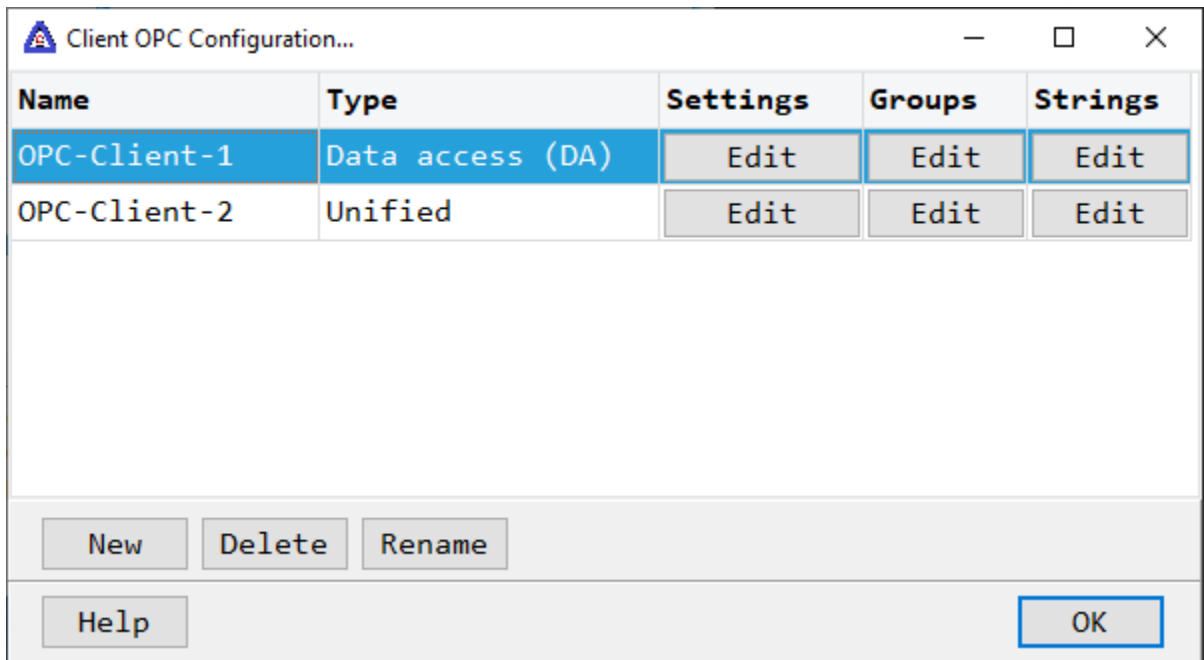 Client OPC Configuration...
Name Type Settings Groups Strings
OPC-Client-1 Data access (DA) Edit Edit Edit
OPC-Client-2 Unified Edit Edit Edit
New Delete Rename
Help OK